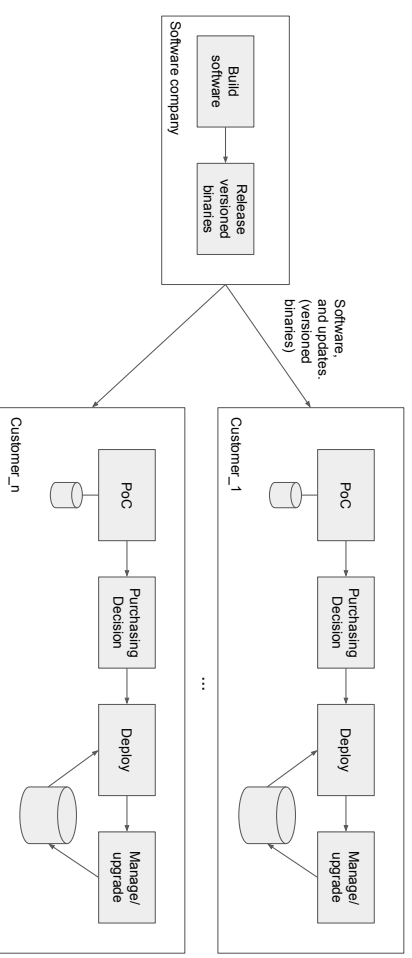 Build
software
Release
versioned
binaries
Software company
Software,
and updates.
(versioned
binaries)
Customer_1
PoC
Purchasing
Decision
Deploy
Manage/
upgrade
...
Customer_n
PoC
Purchasing
Decision
Deploy
Manage/
upgrade